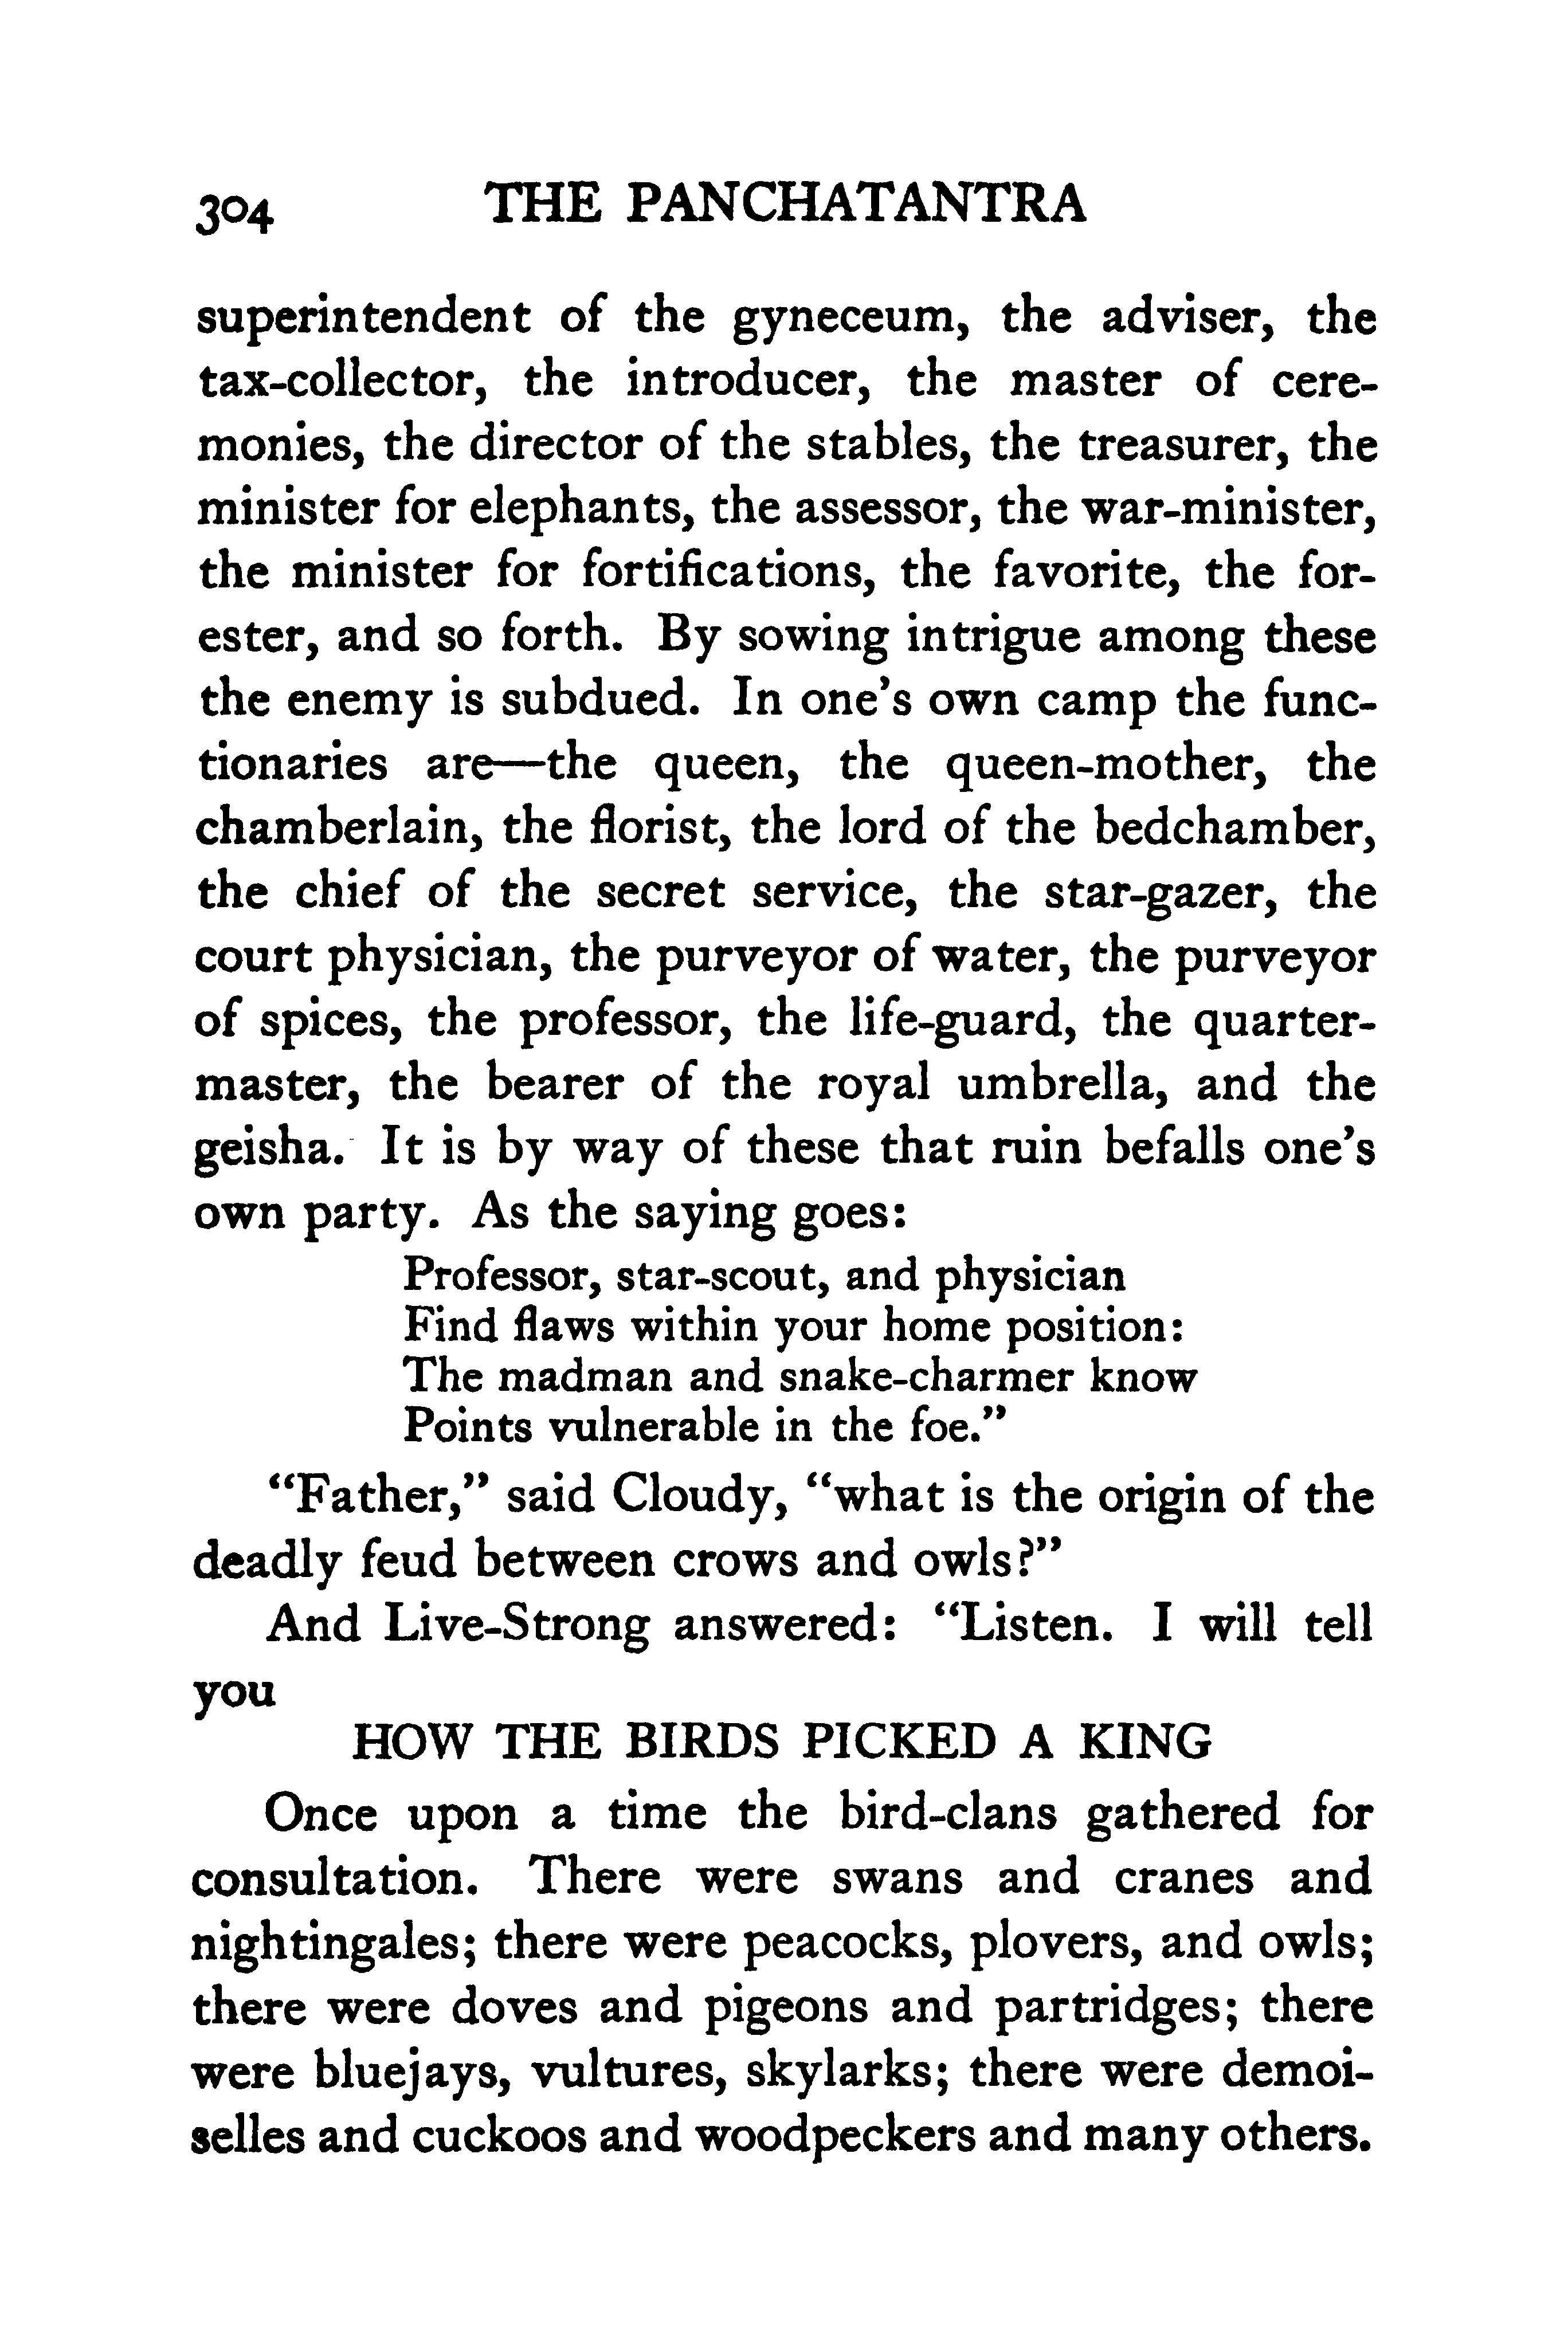 304 THE PANCHATANTRA
superintendent of the gyneceum, the adviser, the
tax-collector, the introducer, the master of cere-
monies, the director of the stables, the treasurer, the
minister for elephants, the assessor, the war-minister,
the minister for fortifications, the favorite, the for-
ester, and so forth. By sowing intrigue among these
the enemy is subdued. In one's own camp the func-
tionaries are—the queen, the queen-mother, the
chamberlain, the florist, the lord of the bedchamber,
the chief of the secret service, the star-gazer, the
court physician, the purveyor of water, the purveyor
of spices, the professor, the life-guard, the quarter-
master, the bearer of the royal umbrella, and the
geisha. It is by way of these that ruin befalls one's
own party. As the saying goes:
Professor, star-scout, and physician
Find flaws within your home position:
The madman and snake-charmer know
Points vulnerable in the foe.”
“Father,” said Cloudy, “what is the origin of the
deadly feud between crows and owls?”
And Live-Strong answered: “Listen. I will tell
you
HOW THE BIRDS PICKED A KING
Once upon a time the bird-clans gathered for
consultation. There were swans and cranes and
nightingales; there were peacocks, plovers, and owls;
there were doves and pigeons and partridges; there
were bluejays, vultures, skylarks; there were demoi-
selles and cuckoos and woodpeckers and many others.